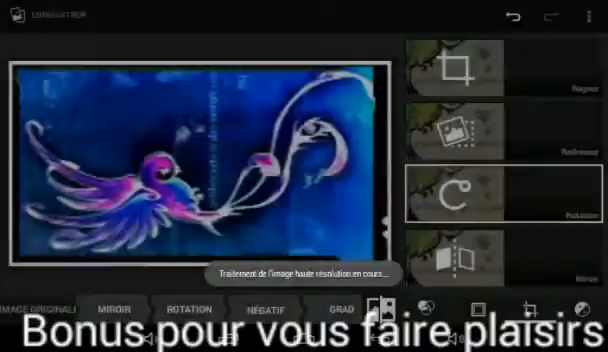 ENREGISTRER
Rogner
Redresser
Rotation
Miroir
Traitement de l'image haute résolution en cours...
IMAGE ORIGINALE
MIROIR
ROTATION
NÉGATIF
GRAD
Bonus pour vous faire plaisirs